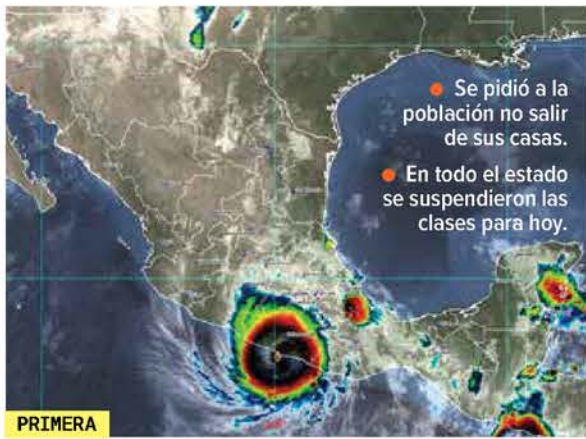 ● Se pidió a la
población no salir
de sus casas.
● En todo el estado
se suspendieron las
clases para hoy.
PRIMERA